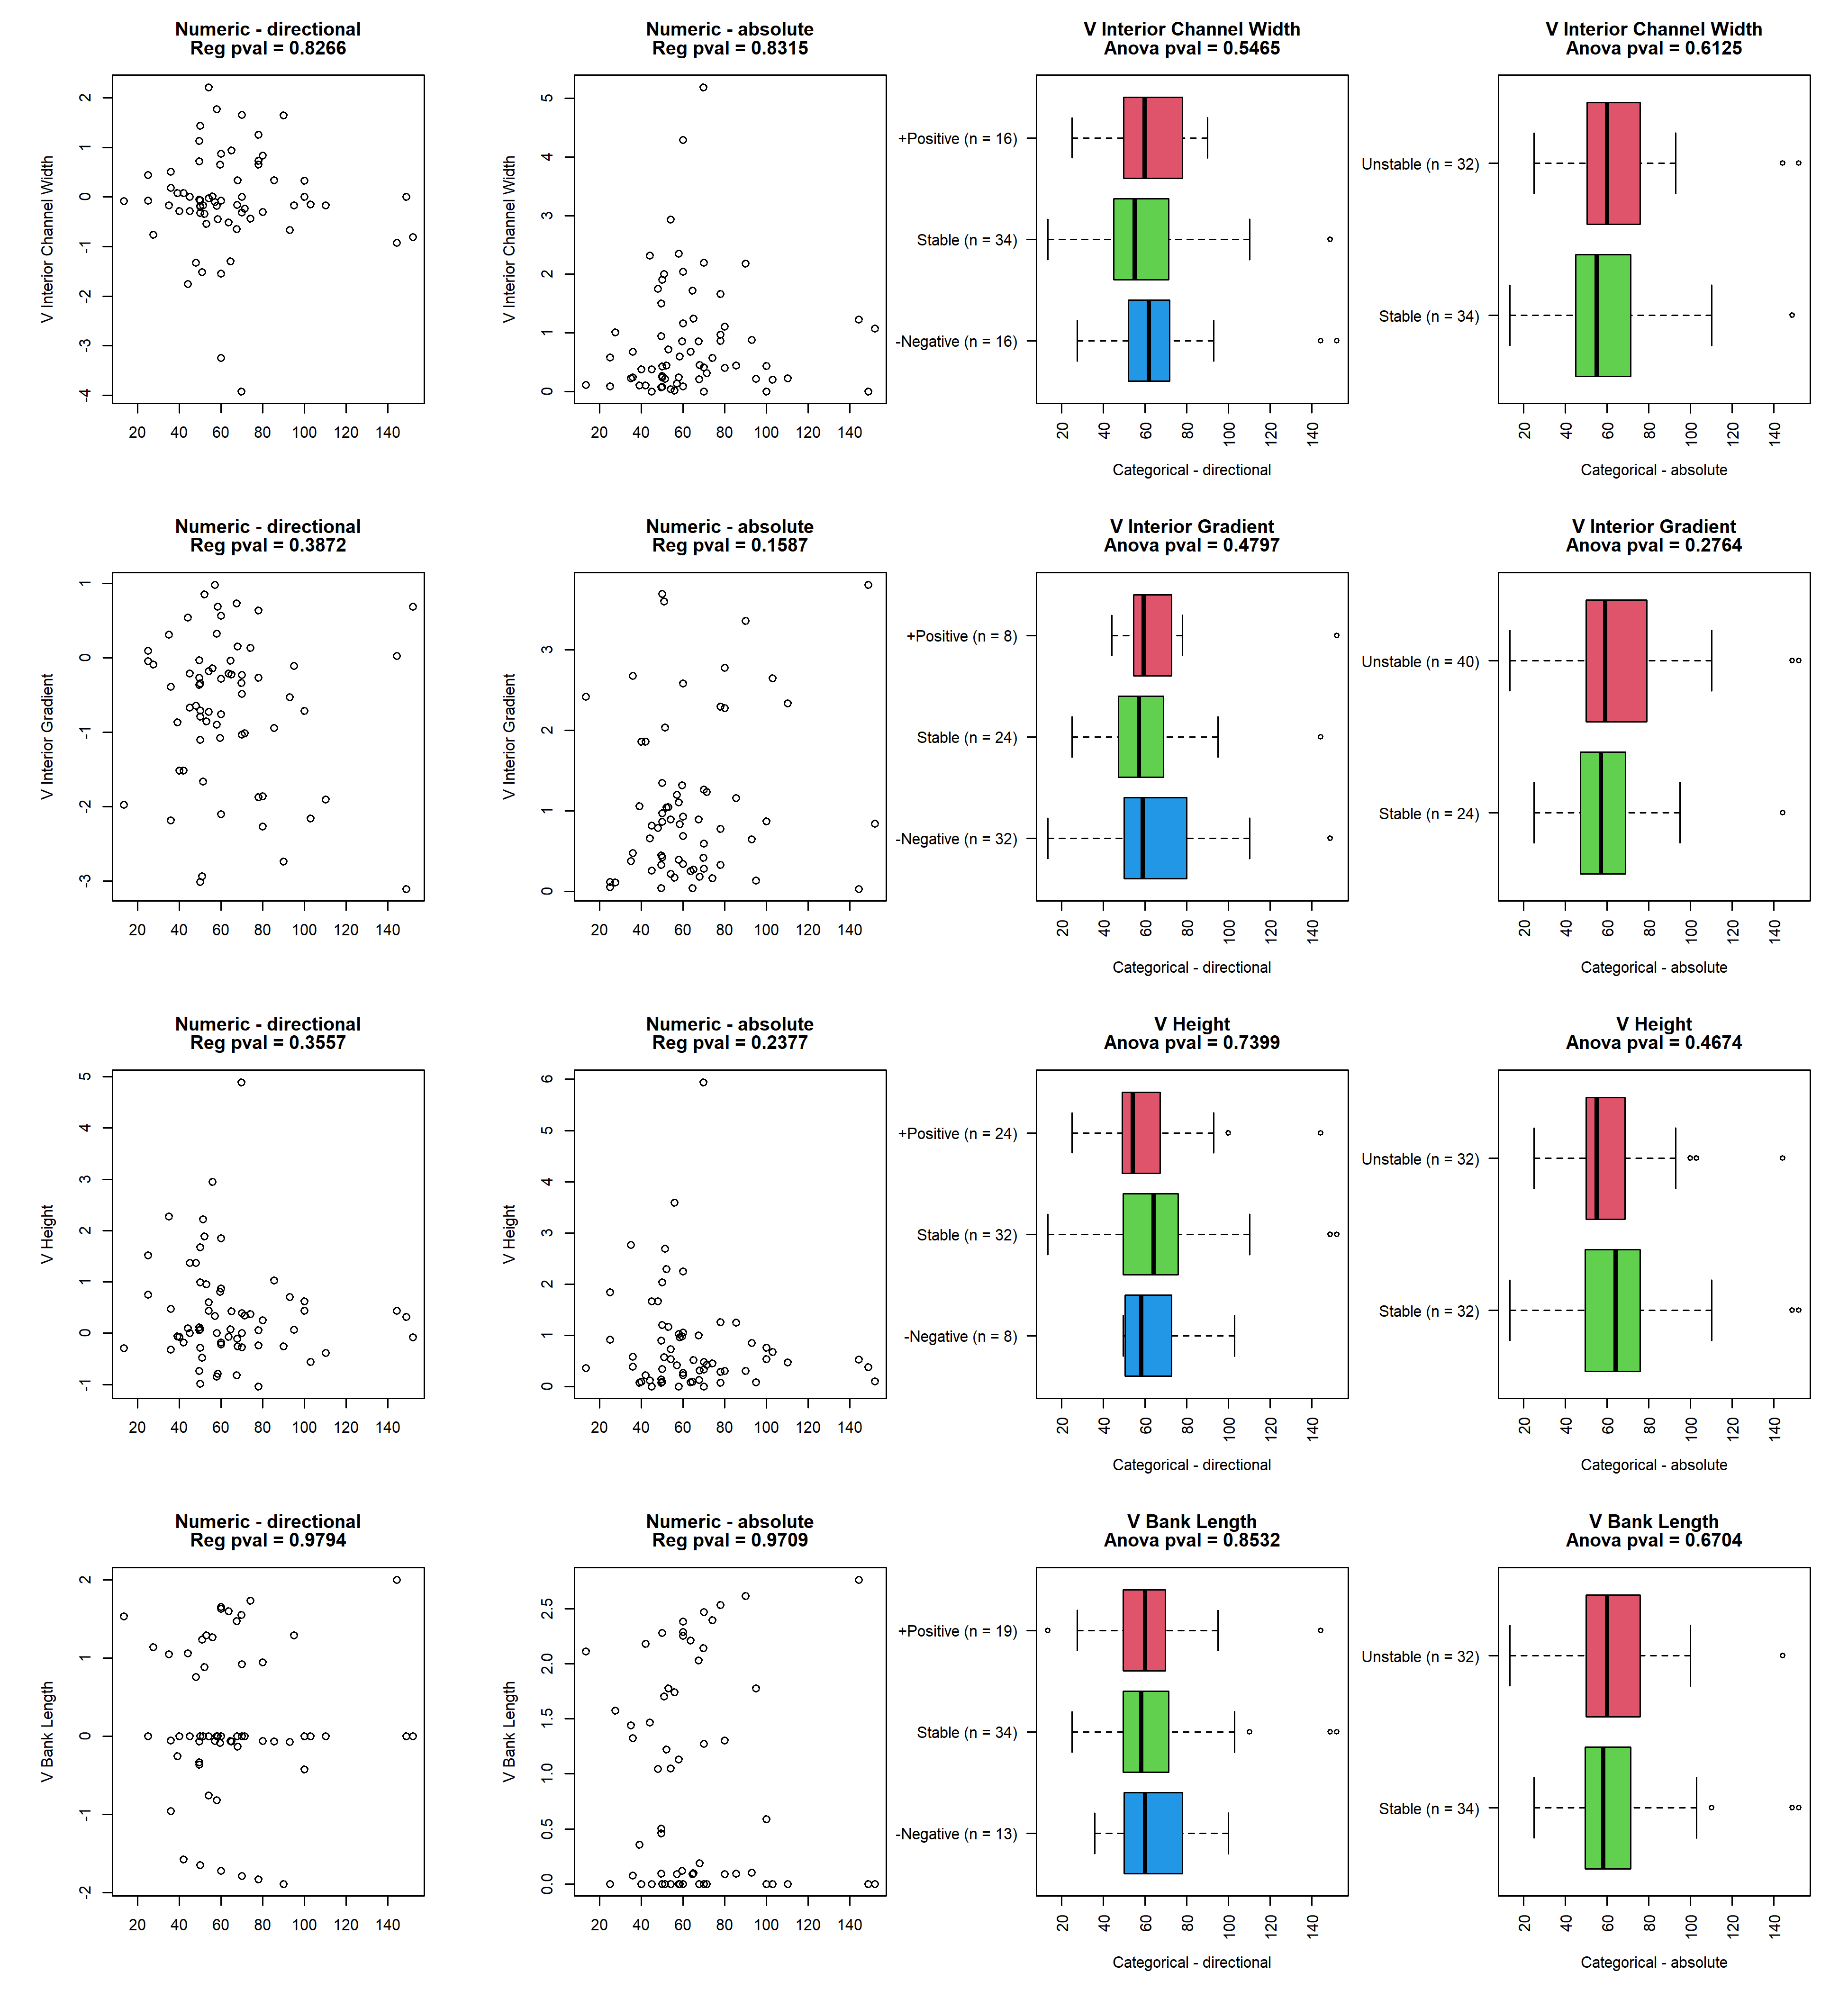 Numeric - directional
Reg pval = 0.8266
V Interior Channel Width
2
1
0
-1
-2
-3
-4
20 40 60 80 100 120 140
Numeric - absolute
Reg pval = 0.8315
V Interior Channel Width
5
4
3
2
1
0
20 40 60 80 100 120 140
V Interior Channel Width
Anova pval = 0.5465
+Positive (n = 16)
Stable (n = 34)
-Negative (n = 16)
20 40 60 80 100 120 140
Categorical - directional
V Interior Channel Width
Anova pval = 0.6125
Unstable (n = 32)
Stable (n = 34)
20 40 60 80 100 120 140
Categorical - absolute
Numeric - directional
Reg pval = 0.3872
V Interior Gradient
1
0
-1
-2
-3
20 40 60 80 100 120 140
Numeric - absolute
Reg pval = 0.1587
V Interior Gradient
3
2
1
0
20 40 60 80 100 120 140
V Interior Gradient
Anova pval = 0.4797
+Positive (n = 8)
Stable (n = 24)
-Negative (n = 32)
20 40 60 80 100 120 140
Categorical - directional
V Interior Gradient
Anova pval = 0.2764
Unstable (n = 40)
Stable (n = 24)
20 40 60 80 100 120 140
Categorical - absolute
Numeric - directional
Reg pval = 0.3557
V Height
5
4
3
2
1
0
-1
20 40 60 80 100 120 140
Numeric - absolute
Reg pval = 0.2377
V Height
6
5
4
3
2
1
0
20 40 60 80 100 120 140
V Height
Anova pval = 0.7399
+Positive (n = 24)
Stable (n = 32)
-Negative (n = 8)
20 40 60 80 100 120 140
Categorical - directional
V Height
Anova pval = 0.4674
Unstable (n = 32)
Stable (n = 32)
20 40 60 80 100 120 140
Categorical - absolute
Numeric - directional
Reg pval = 0.9794
V Bank Length
2
1
0
-1
-2
20 40 60 80 100 120 140
Numeric - absolute
Reg pval = 0.9709
V Bank Length
2.5
2.0
1.5
1.0
0.5
0.0
20 40 60 80 100 120 140
V Bank Length
Anova pval = 0.8532
+Positive (n = 19)
Stable (n = 34)
-Negative (n = 13)
20 40 60 80 100 120 140
Categorical - directional
V Bank Length
Anova pval = 0.6704
Unstable (n = 32)
Stable (n = 34)
20 40 60 80 100 120 140
Categorical - absolute